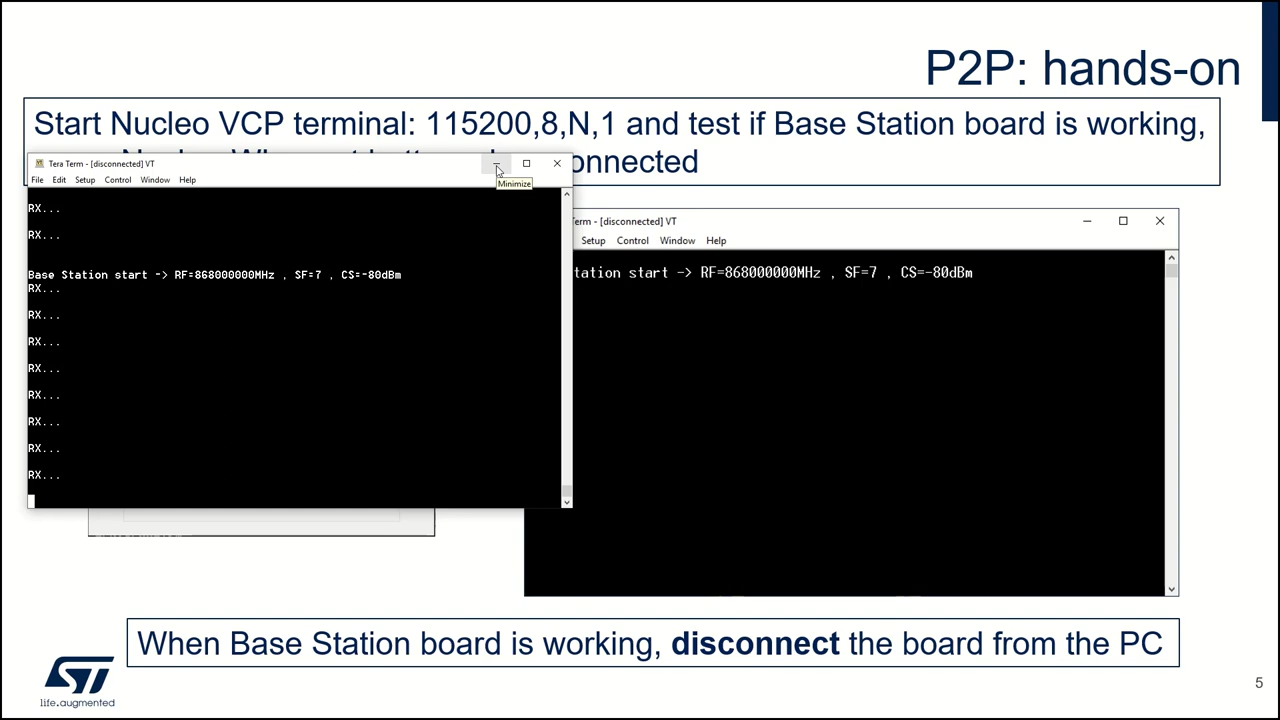 P2P: hands-on
Start Nucleo VCP terminal: 115200,8,N,1 and test if Base Station board is working,
onnected
Tera Term - [disconnected] VT
Minimize
File Edit Setup Control Window Help
RX...
RX...
Base Station start -> RF=868000000MHz , SF=7 , CS=-80dBm
RX...
RX...
RX...
RX...
RX...
RX...
RX...
RX...
erm - [disconnected] VT
Setup Control Window Help
tation start -> RF=868000000MHz , SF=7 , CS=-80dBm
When Base Station board is working, disconnect the board from the PC
ST
life.augmented
5